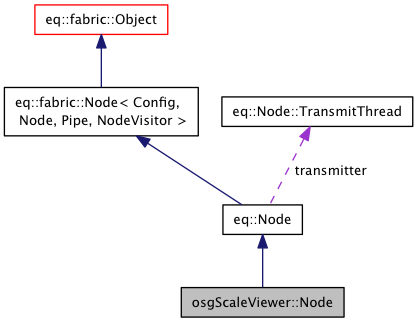 eq::fabric::Object
eq::fabric::Node< Config,
Node, Pipe, NodeVisitor >
eq::Node::TransmitThread
transmitter
eq::Node
osgScaleViewer::Node